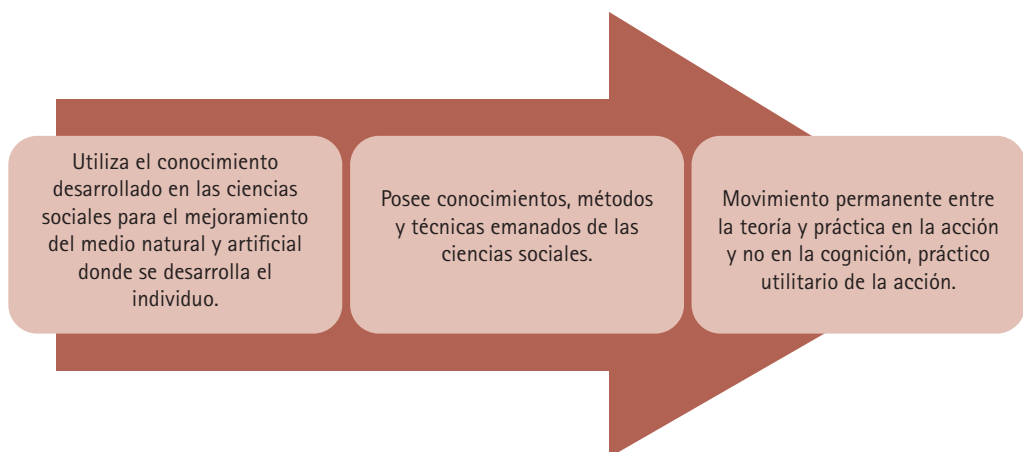 Utiliza el conocimiento
desarrollado en las ciencias
sociales para el mejoramiento
del medio natural y artificial
donde se desarrolla el
individuo.
Posee conocimientos, métodos
y técnicas emanados de las
ciencias sociales.
Movimiento permanente entre
la teoría y práctica en la acción
y no en la cognición, práctico
utilitario de la acción.